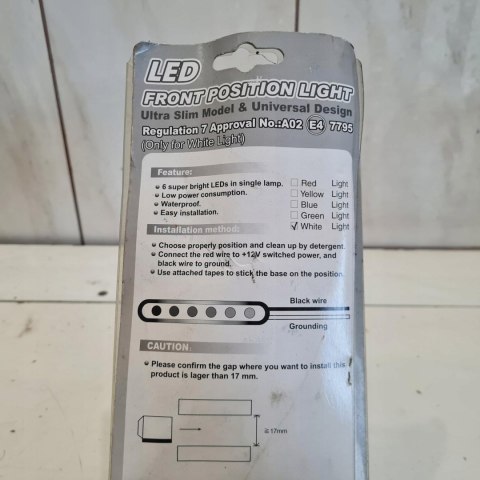 LED
FRONT POSITION LIGHT
Ultra Slim Model & Universal Design
Regulation 7 Approval No.:A02 E4 7795
(Only for White Light)
Feature:
6 super bright LEDs in single lamp.
Low power consumption.
Waterproof.
Easy installation.
Red Light
Yellow Light
Blue Light
Green Light
✓ White Light
Installation method:
Choose properly position and clean up by detergent.
Connect the red wire to +12V switched power, and
black wire to ground.
Use attached tapes to stick the base on the position.
Black wire
Grounding
CAUTION:
Please confirm the gap where you want to install this
product is lager than 17 mm.
≧17mm